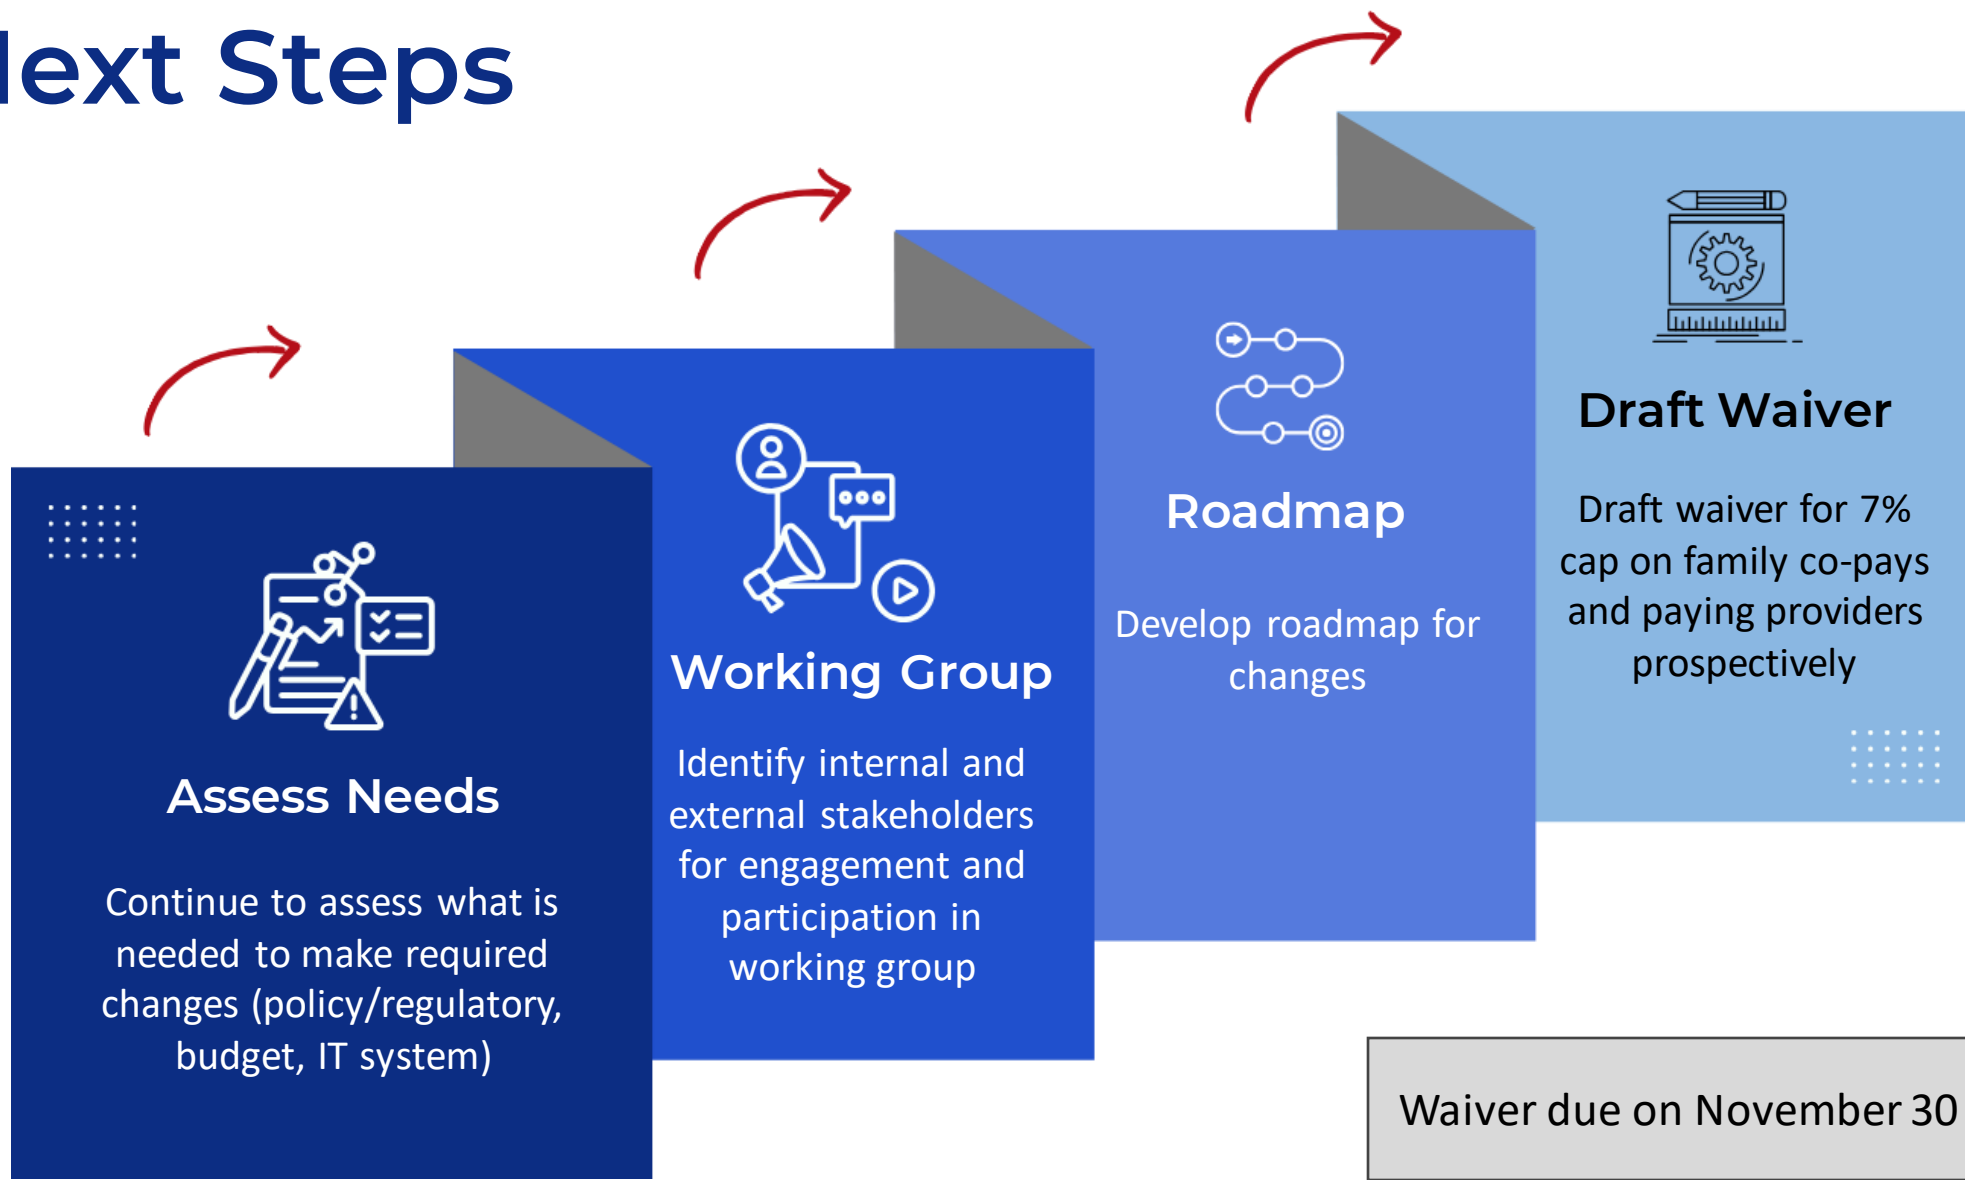 Next Steps
Assess Needs
Continue to assess what is
needed to make required
changes (policy/regulatory,
budget, IT system)
Working Group
Identify internal and
external stakeholders
for engagement and
participation in
working group
Roadmap
Develop roadmap for
changes
Draft Waiver
Draft waiver for 7%
cap on family co-pays
and paying providers
prospectively
Waiver due on November 30